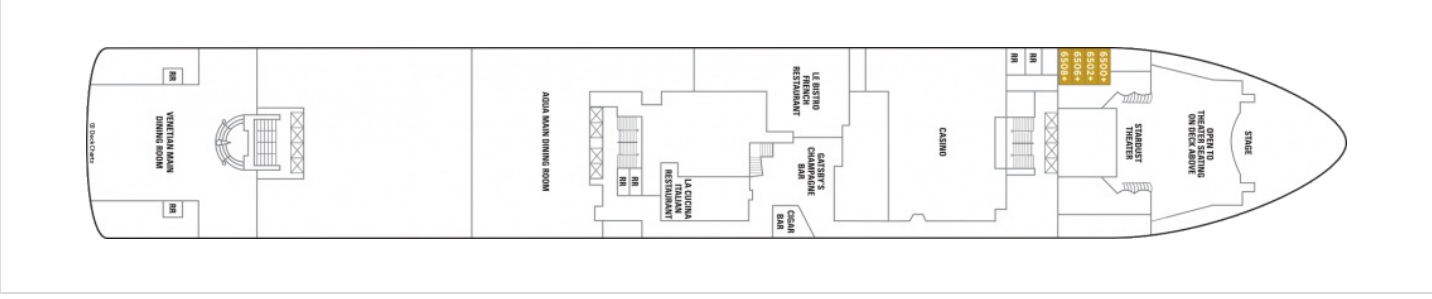 RR
VENETIAN MAIN
DINING ROOM
RR
© DeckChartz
AQUA MAIN DINING ROOM
RR
RR
LA CUCINA
ITALIAN
RESTAURANT
LE BISTRO
FRENCH
RESTAURANT
GATSBY'S
CHAMPAGNE
BAR
CIGAR
BAR
CASINO
RR
RR
6500+
6502+
6506+
6508+
STARDUST
THEATER
OPEN TO
THEATER SEATING
ON DECK ABOVE
STAGE